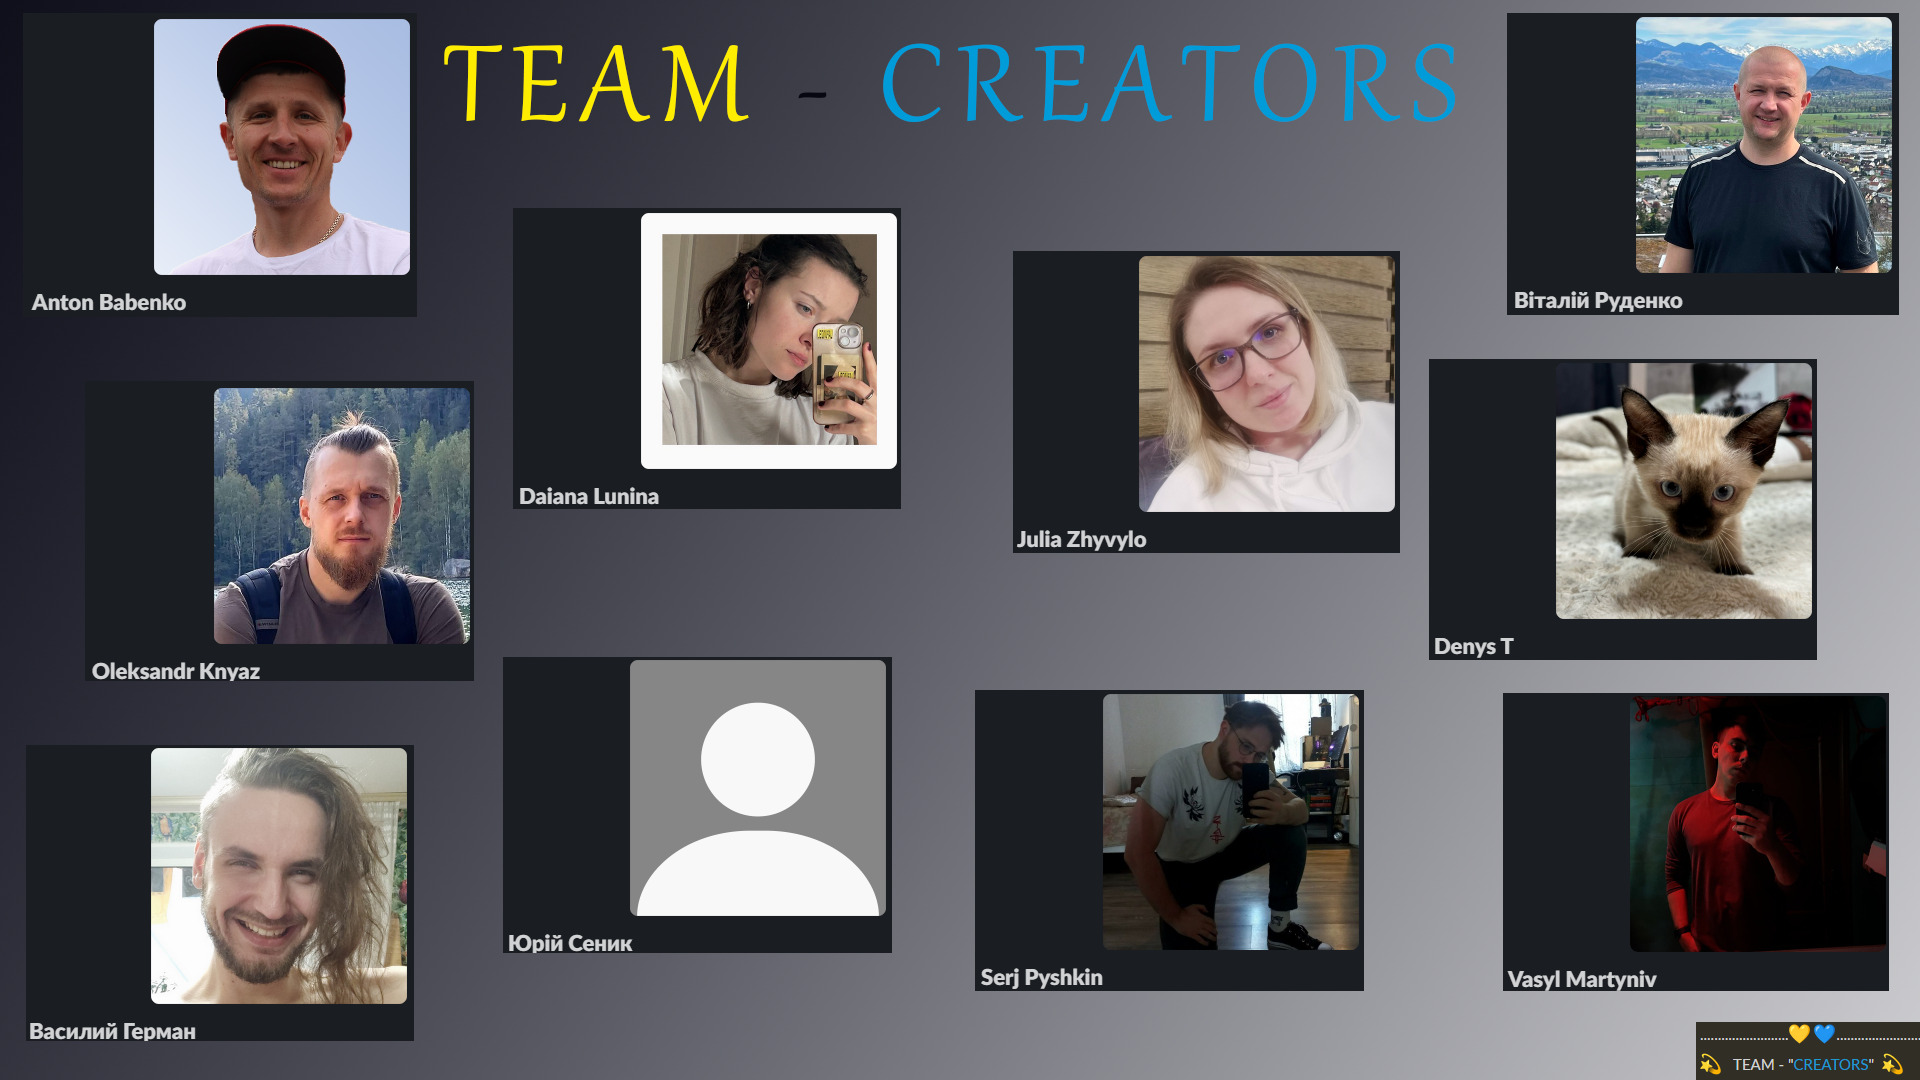 TEAM - CREATORS
Anton Babenko
Віталій Руденко
Daiana Lunina
Julia Zhyvylo
Denys T
Oleksandr Knyaz
Юрій Сеник
Serj Pyshkin
Vasyl Martyniv
Василий Герман
.........................💛💙.........................
💫 TEAM - "CREATORS" 💫